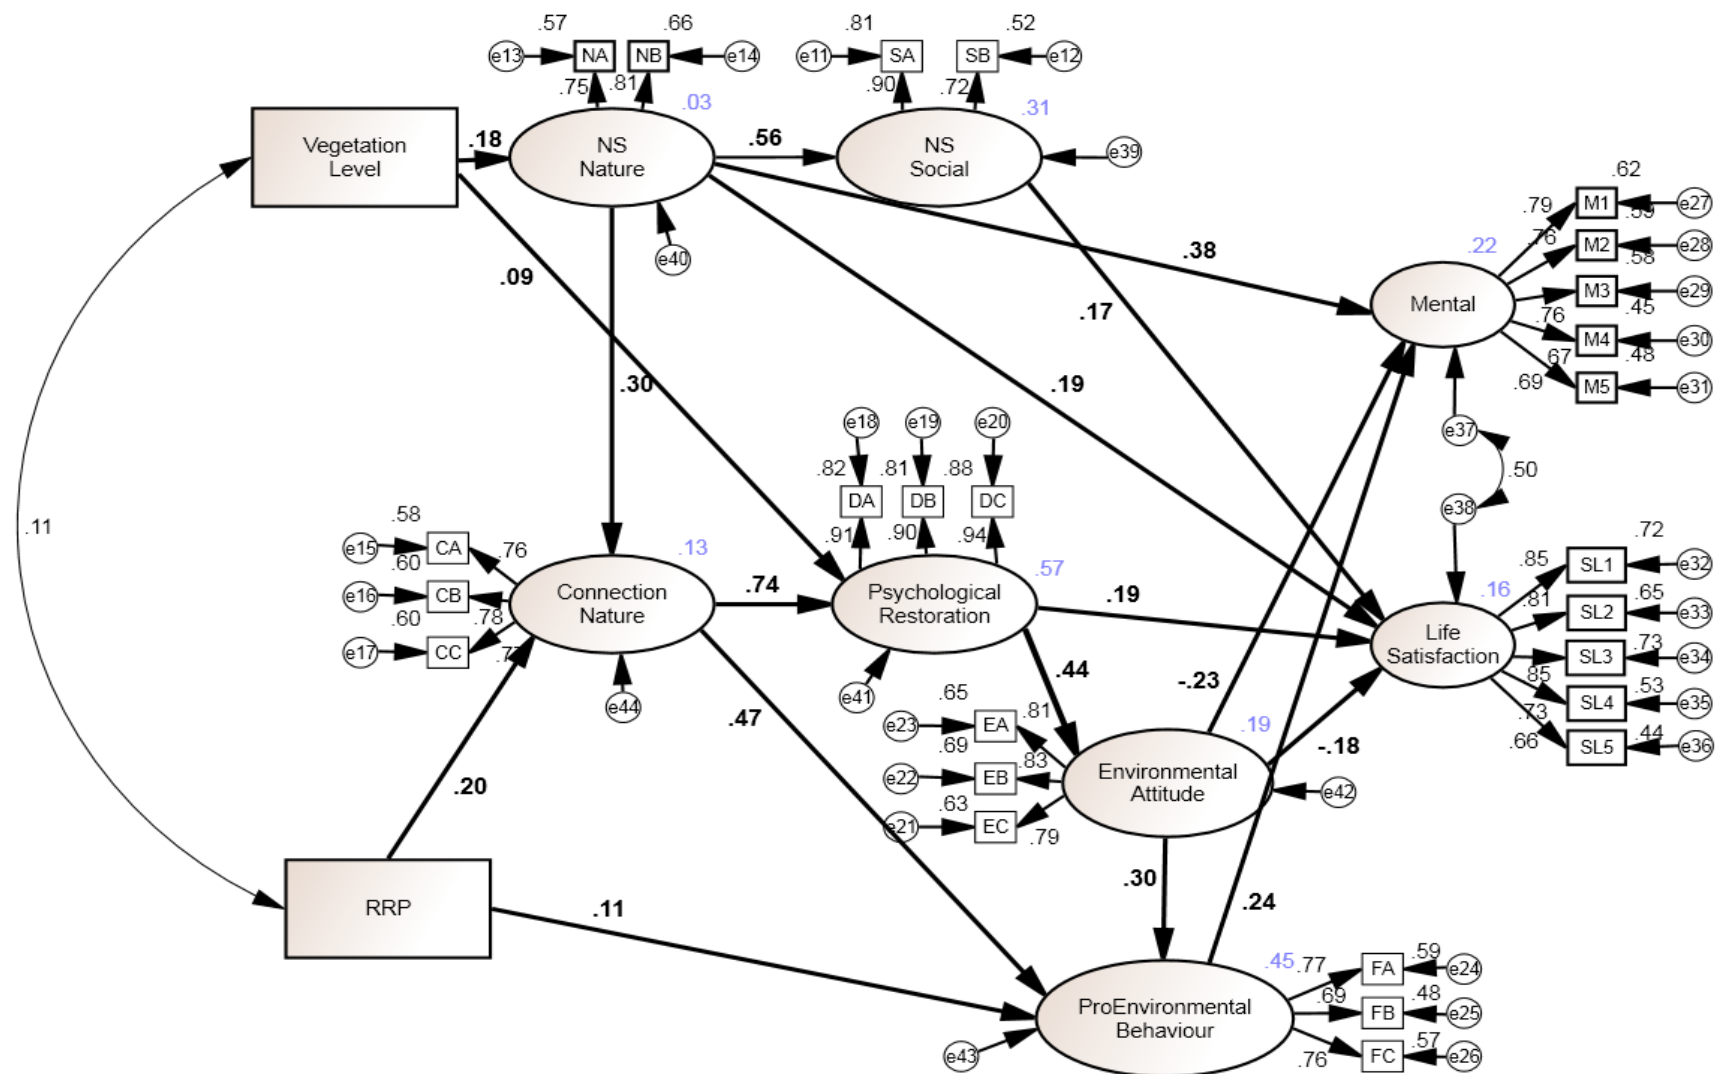 .57
.66
.81
.52
e13
NA
NB
e14
e11
SA
SB
e12
.75
.81
.90
.72
.03
.31
Vegetation
Level
.18
NS
Nature
.56
NS
Social
e39
.62
M1
e27
.79
.59
M2
e28
.76
.58
.22
M3
e29
.45
Mental
.76
M4
e30
.48
.67
M5
e31
.69
e40
.09
.38
.17
.30
.19
e37
.50
e38
e18
e19
e20
.82
.81
.88
DA
DB
DC
.91
.90
.94
.11
.58
e15
CA
.76
.60
e16
CB
.78
.60
e17
CC
.13
Connection
Nature
.74
Psychological
Restoration
.57
.19
.72
.85
SL1
e32
.16
.81
.65
SL2
e33
Life
Satisfaction
.73
SL3
e34
.85
.53
SL4
e35
.73
.44
.66
SL5
e36
e44
e41
.44
.47
-.23
.65
.81
e23
EA
.69
.83
e22
EB
.63
e21
EC
.79
.19
-.18
Environmental
Attitude
e42
.20
RRP
.11
.30
.24
.45
.77
.59
FA
e24
.69
.48
FB
e25
.57
.76
FC
e26
ProEnvironmental
Behaviour
e43